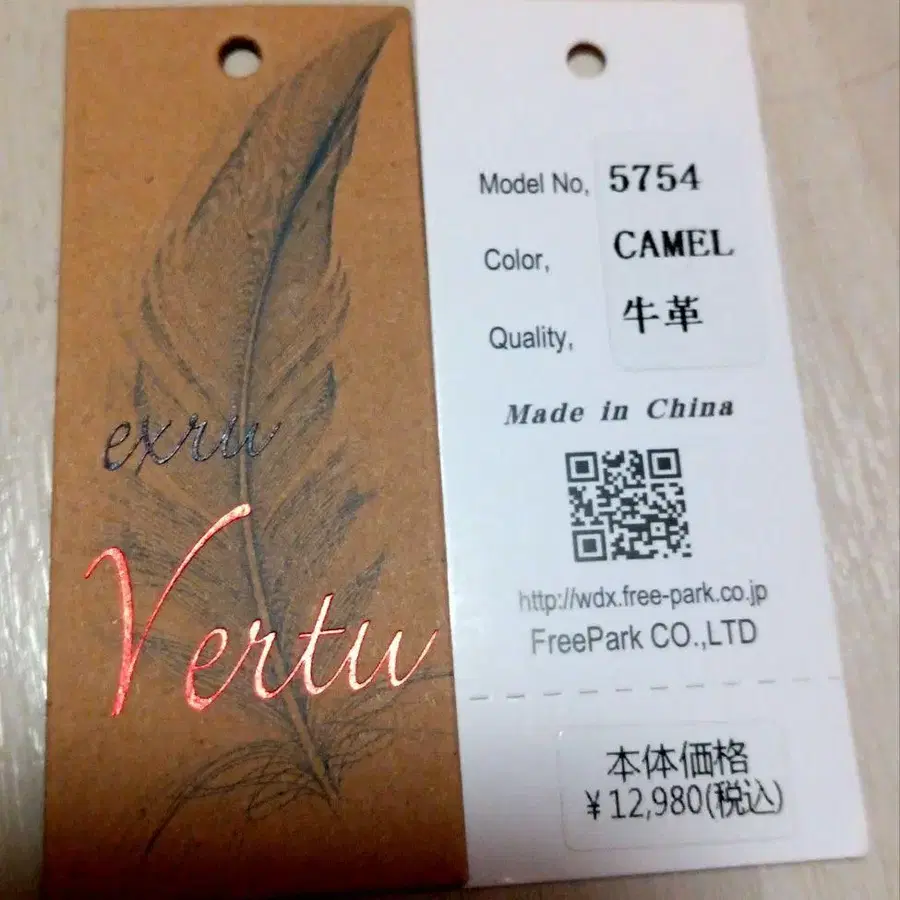 exru
Vertu
Model No, 5754
Color, CAMEL
Quality, 牛革
Made in China
http://wdx.free-park.co.jp
FreePark CO.,LTD
本体価格
¥12,980(税込)